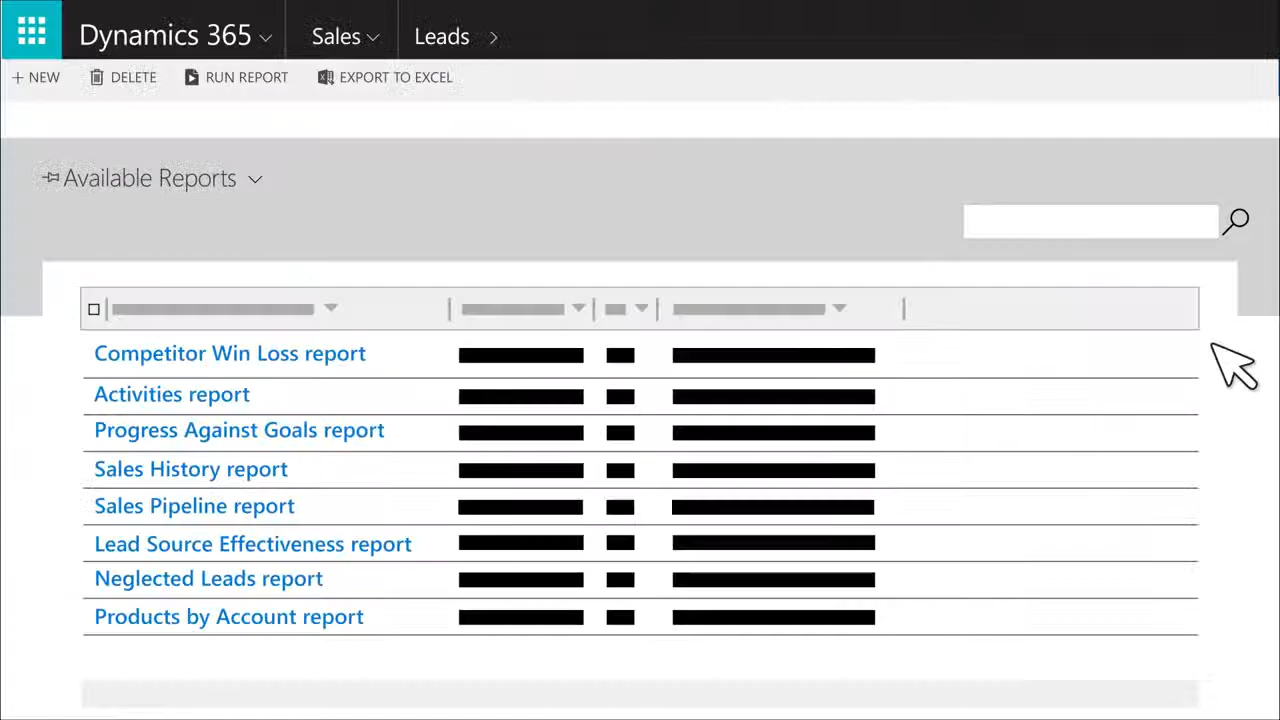 Dynamics 365 Sales Leads
+ NEW DELETE RUN REPORT EXPORT TO EXCEL
Available Reports
Competitor Win Loss report
Activities report
Progress Against Goals report
Sales History report
Sales Pipeline report
Lead Source Effectiveness report
Neglected Leads report
Products by Account report